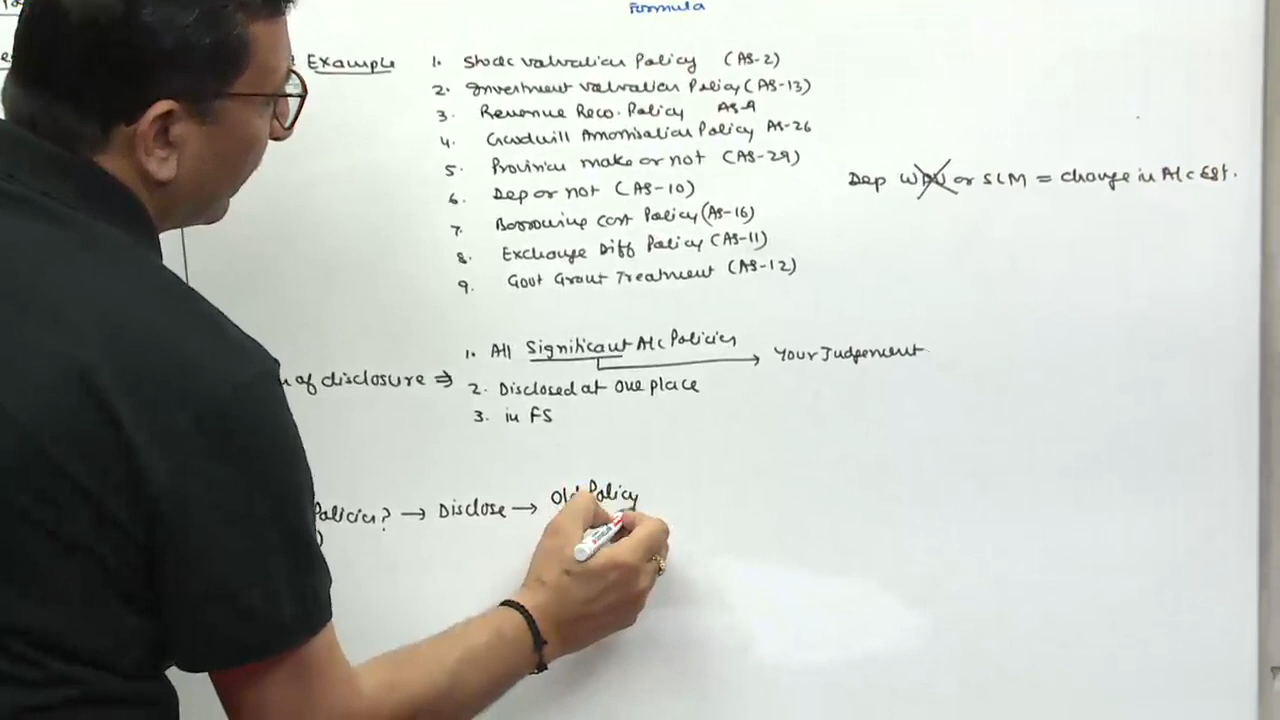 Formula
Example 1. Stock valuation Policy (AS-2)
2. Investment valuation Policy (AS-13)
3. Revenue Reco. Policy AS-9
4. Goodwill Amortisation Policy AS-26
5. Provision make or not (AS-29)
6. Dep or not (AS-10)
7. Borrowing Cost Policy (AS-16)
8. Exchange Diff Policy (AS-11)
9. Govt Grant Treatment (AS-12)
Dep WDV or SLM = change in A/c Est.
of disclosure ⇒
1. All Significant A/c Policies → Your Judgement
2. Disclosed at one place
3. in FS
Policies? → Disclose → Old Policy